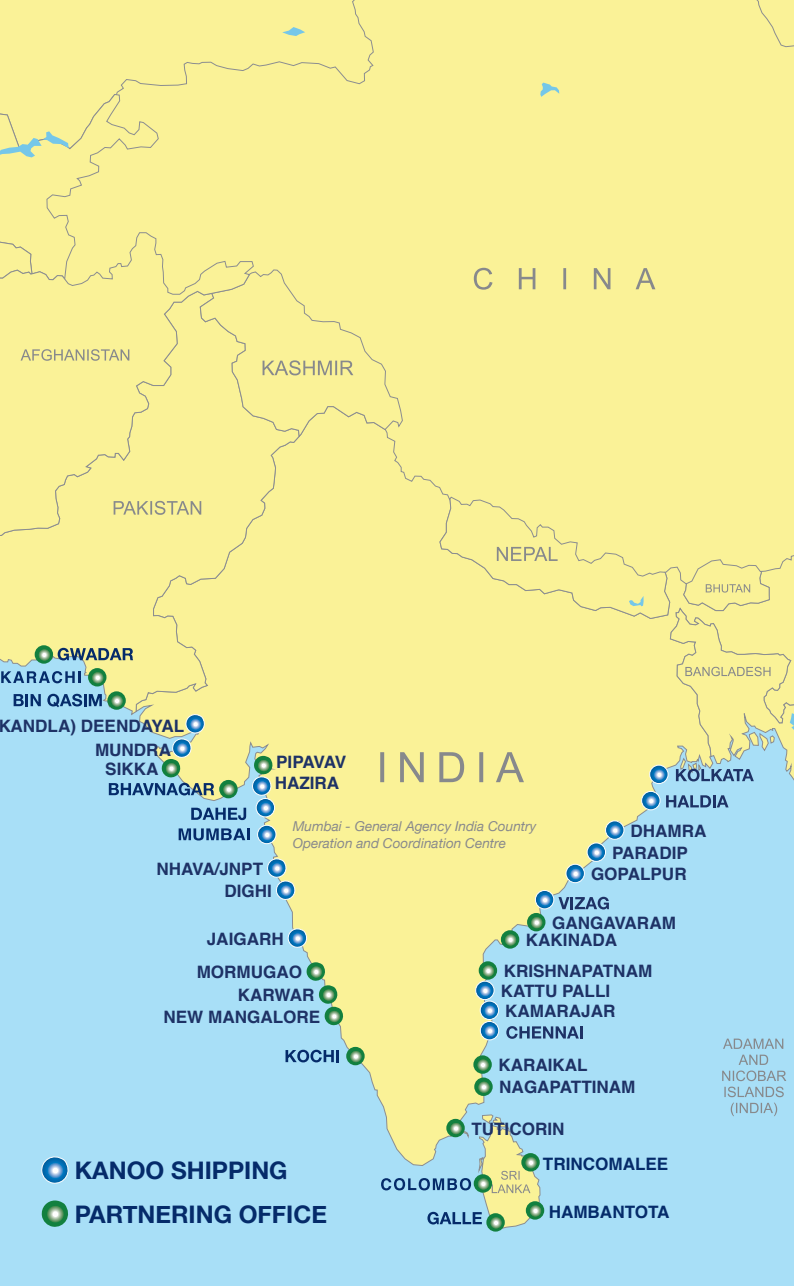 CHINA
AFGHANISTAN
KASHMIR
PAKISTAN
NEPAL
BHUTAN
GWADAR
BANGLADESH
KARACHI
BIN QASIM
KANDLA) DEENDAYAL
MUNDRA
PIPAVAV
INDIA
SIKKA
HAZIRA
KOLKATA
BHAVNAGAR
HALDIA
DAHEJ
MUMBAI
Mumbai - General Agency India Country
Operation and Coordination Centre
DHAMRA
PARADIP
NHAVA/JNPT
GOPALPUR
DIGHI
VIZAG
GANGAVARAM
JAIGARH
KAKINADA
MORMUGAO
KRISHNAPATNAM
KARWAR
KATTU PALLI
NEW MANGALORE
KAMARAJAR
CHENNAI
KOCHI
KARAIKAL
NAGAPATTINAM
ADAMAN
AND
NICOBAR
ISLANDS
(INDIA)
TUTICORIN
TRINCOMALEE
SRI
LANKA
COLOMBO
GALLE
HAMBANTOTA
KANOO SHIPPING
PARTNERING OFFICE